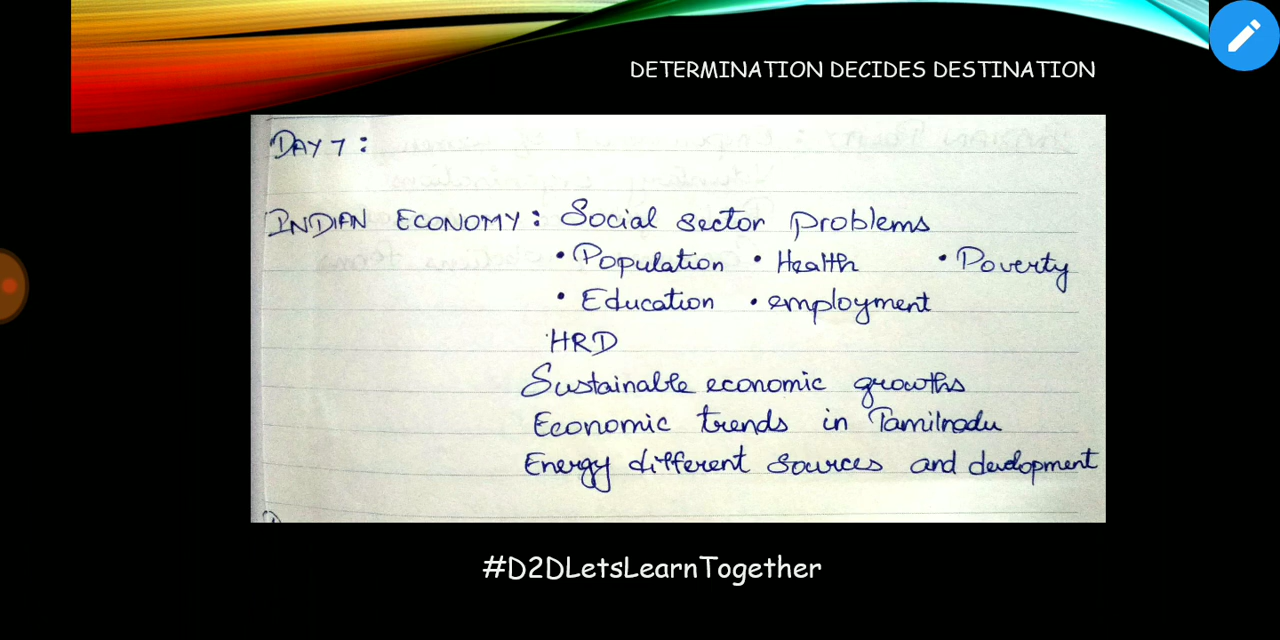 DETERMINATION DECIDES DESTINATION
DAY 7 :
INDIAN ECONOMY : Social sector problems
• Population • Health • Poverty
• Education • employment
HRD
Sustainable economic growths
Economic trends in Tamilnadu
Energy different sources and development
#D2DLetsLearnTogether